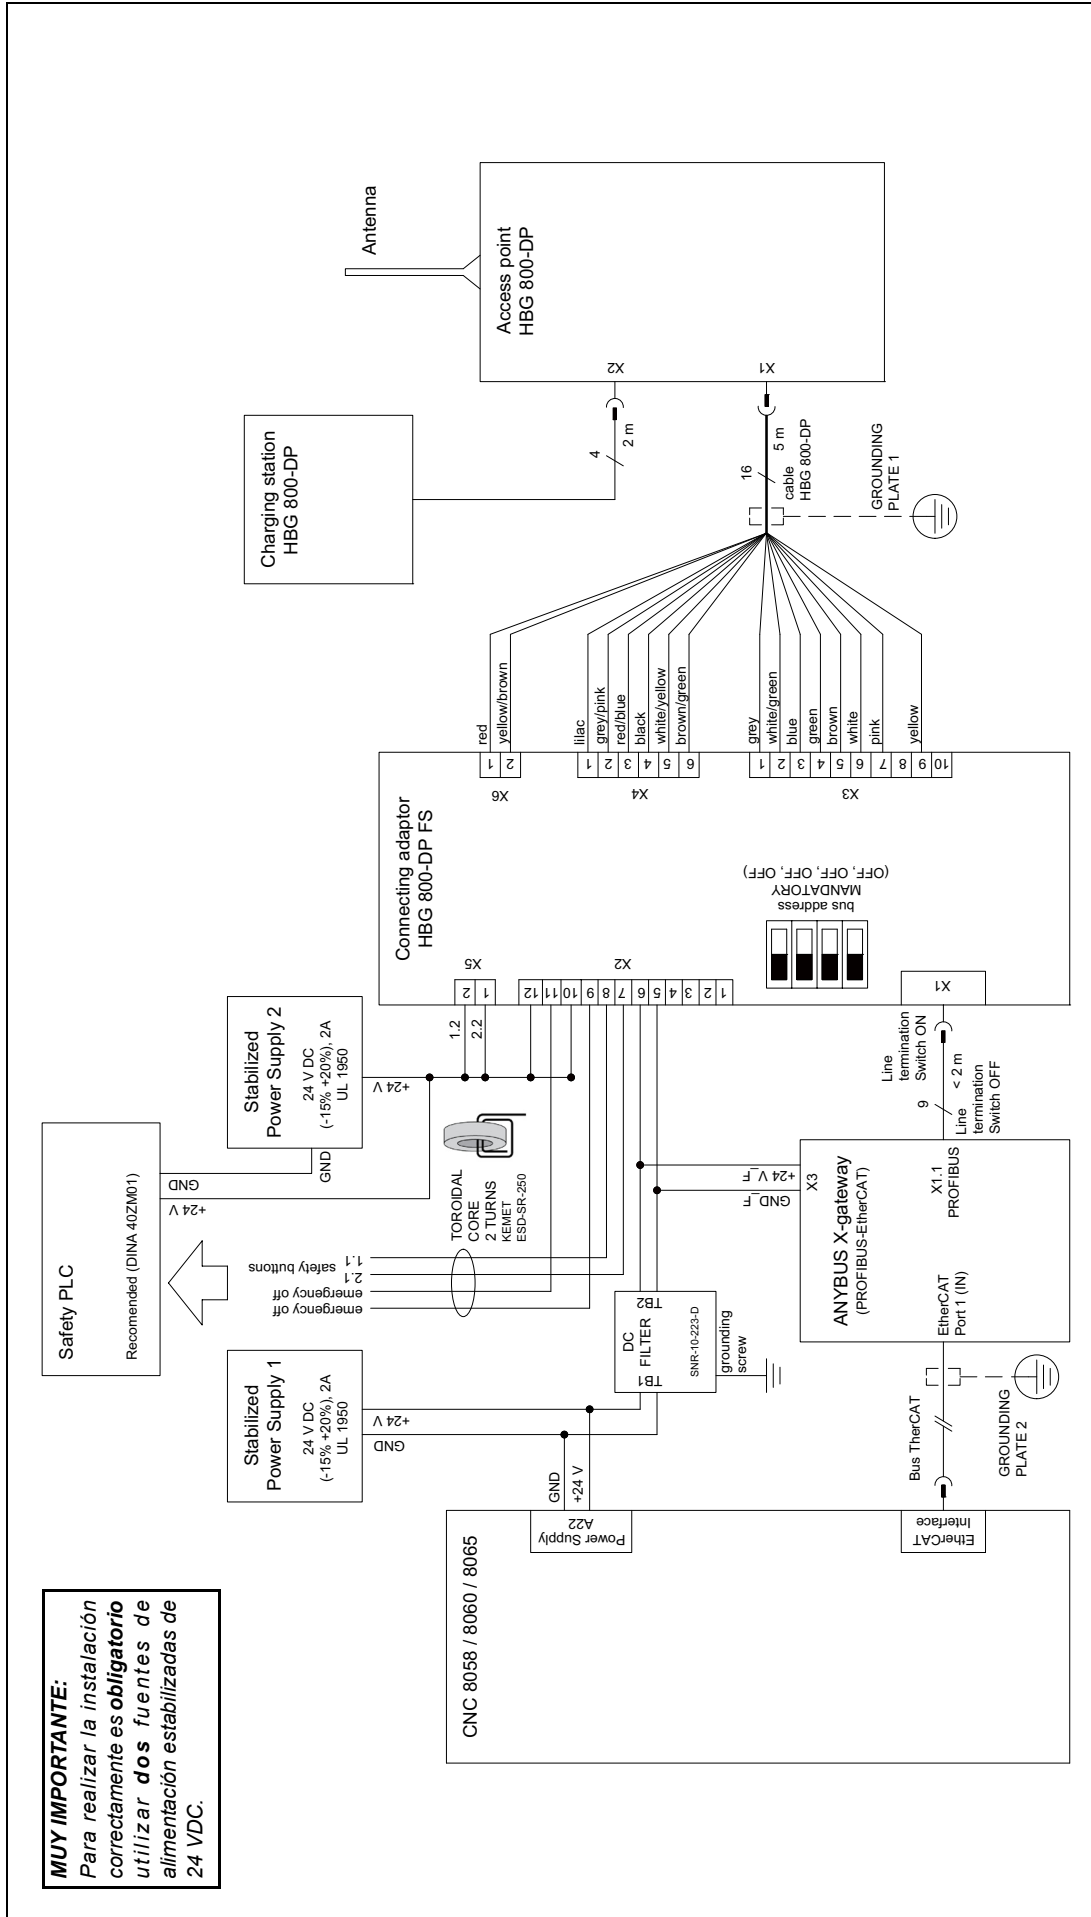 MUY IMPORTANTE:
Para realizar la instalación
correctamente es obligatorio
utilizar dos fuentes de
alimentación estabilizadas de
24 VDC.
Safety PLC
Recomended (DINA 40ZM01)
+24 V
GND
Stabilized
Power Supply 1
24 V DC
(-15% +20%), 2A
UL 1950
GND
+24 V
Stabilized
Power Supply 2
24 V DC
(-15% +20%), 2A
UL 1950
GND
+24 V
emergency off
emergency off
2.1
1.1
safety buttons
TOROIDAL
CORE
2 TURNS
KEMET
ESD-SR-250
1.2
2.2
CNC 8058 / 8060 / 8065
GND
+24 V
Power Supply
A22
EtherCAT
Interface
TB1
DC
FILTER
TB2
SNR-10-223-D
grounding
screw
Bus TherCAT
GROUNDING
PLATE 2
ANYBUS X-gateway
(PROFIBUS-EtherCAT)
X3
GND_F
+24 V_F
EtherCAT
Port 1 (IN)
X1.1
PROFIBUS
Line
termination
Switch OFF
9
< 2 m
Line
termination
Switch ON
Connecting adaptor
HBG 800-DP FS
X5
2
1
X2
12
11
10
9
8
7
6
5
4
3
2
1
X1
bus address
MANDATORY
(OFF, OFF, OFF, OFF)
X6
1
2
X4
1
2
3
4
5
6
X3
1
2
3
4
5
6
7
8
9
10
red
yellow/brown
lilac
grey/pink
red/blue
black
white/yellow
brown/green
grey
white/green
blue
green
brown
white
pink
yellow
Charging station
HBG 800-DP
4
2 m
16
5 m
cable
HBG 800-DP
GROUNDING
PLATE 1
Antenna
Access point
HBG 800-DP
X2
X1